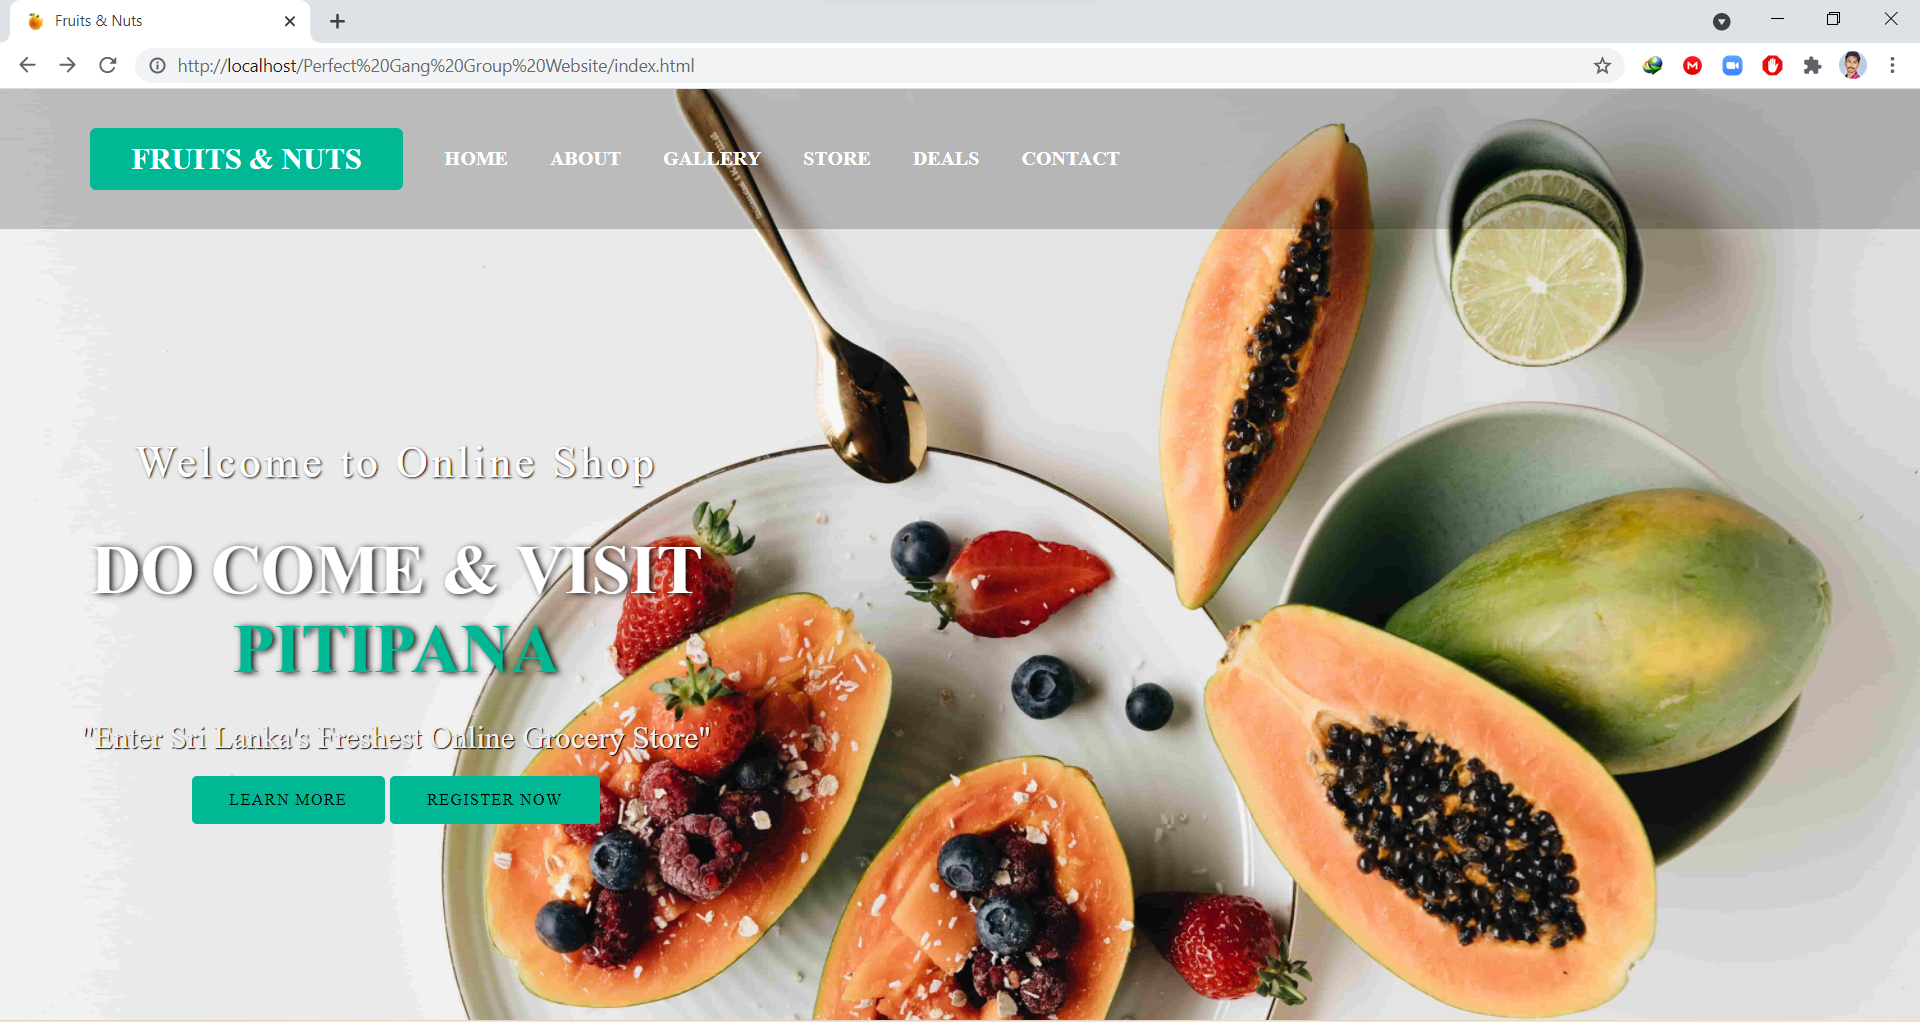 Fruits & Nuts
http://localhost/Perfect%20Gang%20Group%20Website/index.html
FRUITS & NUTS HOME ABOUT GALLERY STORE DEALS CONTACT
Welcome to Online Shop
DO COME & VISIT
PITIPANA
"Enter Sri Lanka's Freshest Online Grocery Store"
LEARN MORE REGISTER NOW